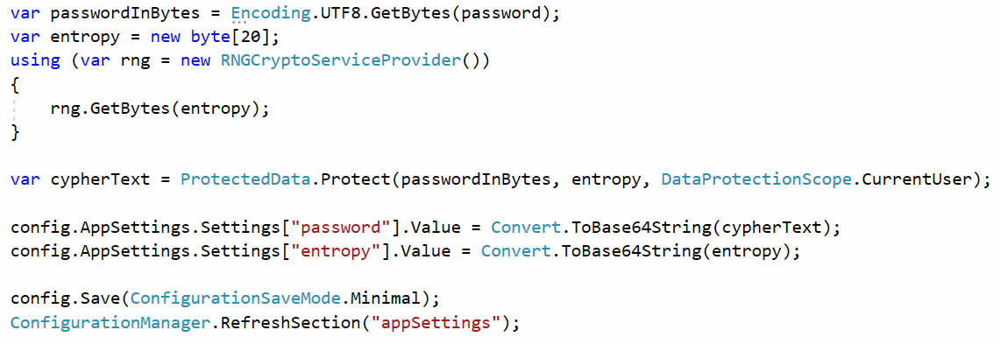 var passwordInBytes = Encoding.UTF8.GetBytes(password);
var entropy = new byte[20];
using (var rng = new RNGCryptoServiceProvider())
{
    rng.GetBytes(entropy);
}
var cypherText = ProtectedData.Protect(passwordInBytes, entropy, DataProtectionScope.CurrentUser);
config.AppSettings.Settings["password"].Value = Convert.ToBase64String(cypherText);
config.AppSettings.Settings["entropy"].Value = Convert.ToBase64String(entropy);
config.Save(ConfigurationSaveMode.Minimal);
ConfigurationManager.RefreshSection("appSettings");